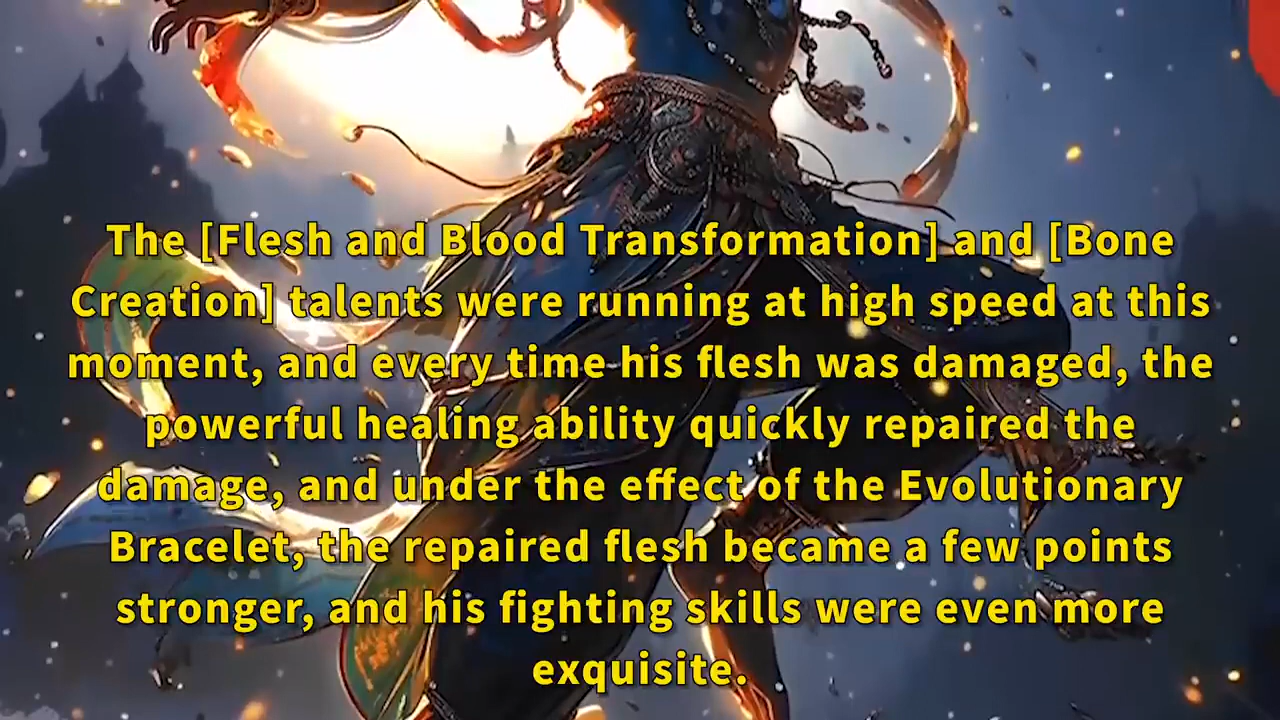 The [Flesh and Blood Transformation] and [Bone
Creation] talents were running at high speed at this
moment, and every time his flesh was damaged, the
powerful healing ability quickly repaired the
damage, and under the effect of the Evolutionary
Bracelet, the repaired flesh became a few points
stronger, and his fighting skills were even more
exquisite.